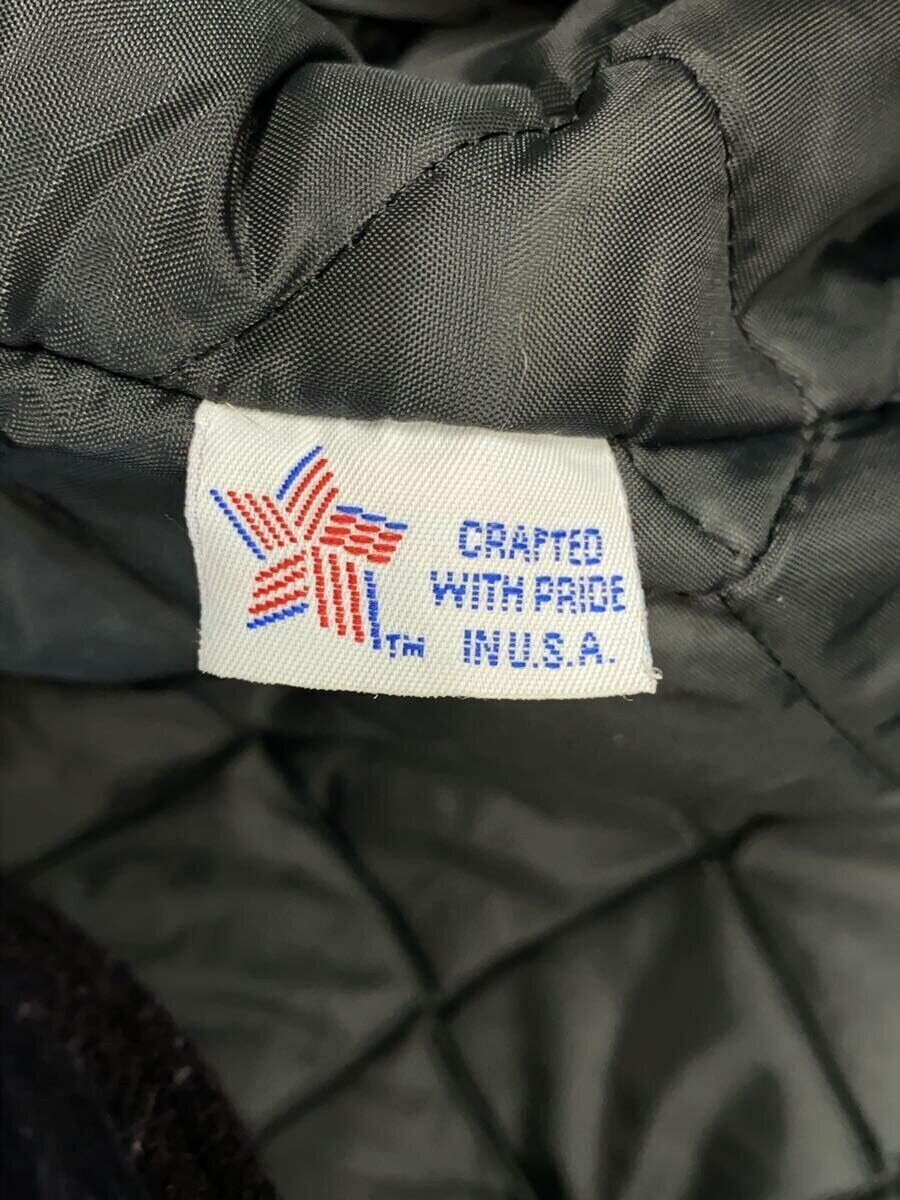 CRAFTED
WITH PRIDE
IN U.S.A.
TM